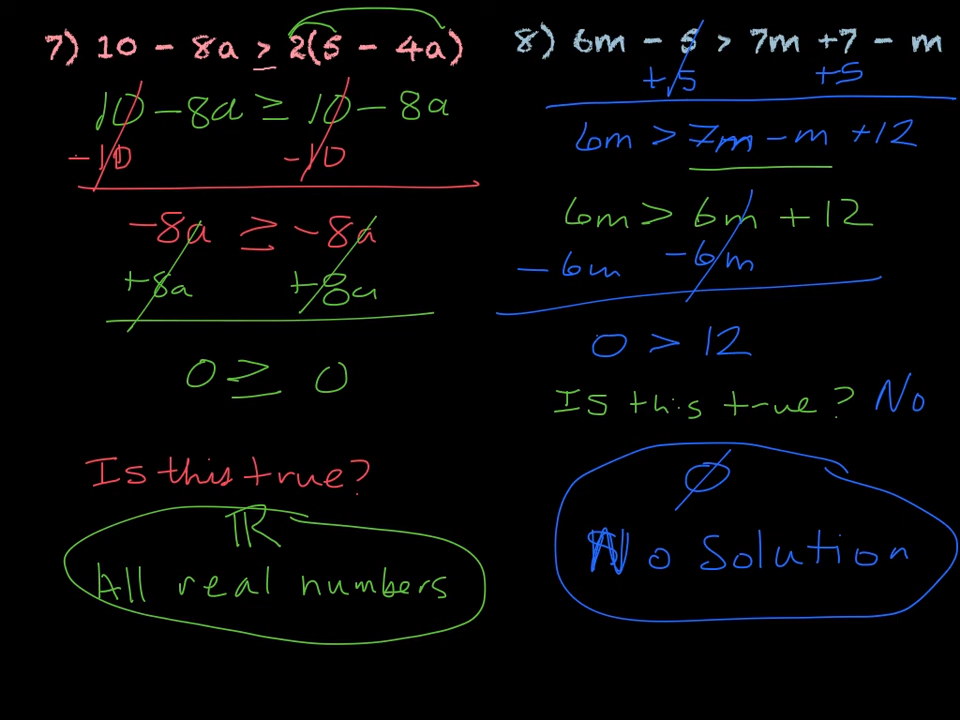 7) 10 - 8a ≥ 2(5 - 4a)
10 - 8a ≥ 10 - 8a
-10 -10
-8a ≥ -8a
+8a +8a
0 ≥ 0
Is this true?
ℝ
All real numbers
8) 6m - 5 > 7m +7 - m
+5 +5
6m > 7m - m +12
6m > 6m + 12
-6m -6m
0 > 12
Is this true? No
∅
No Solution